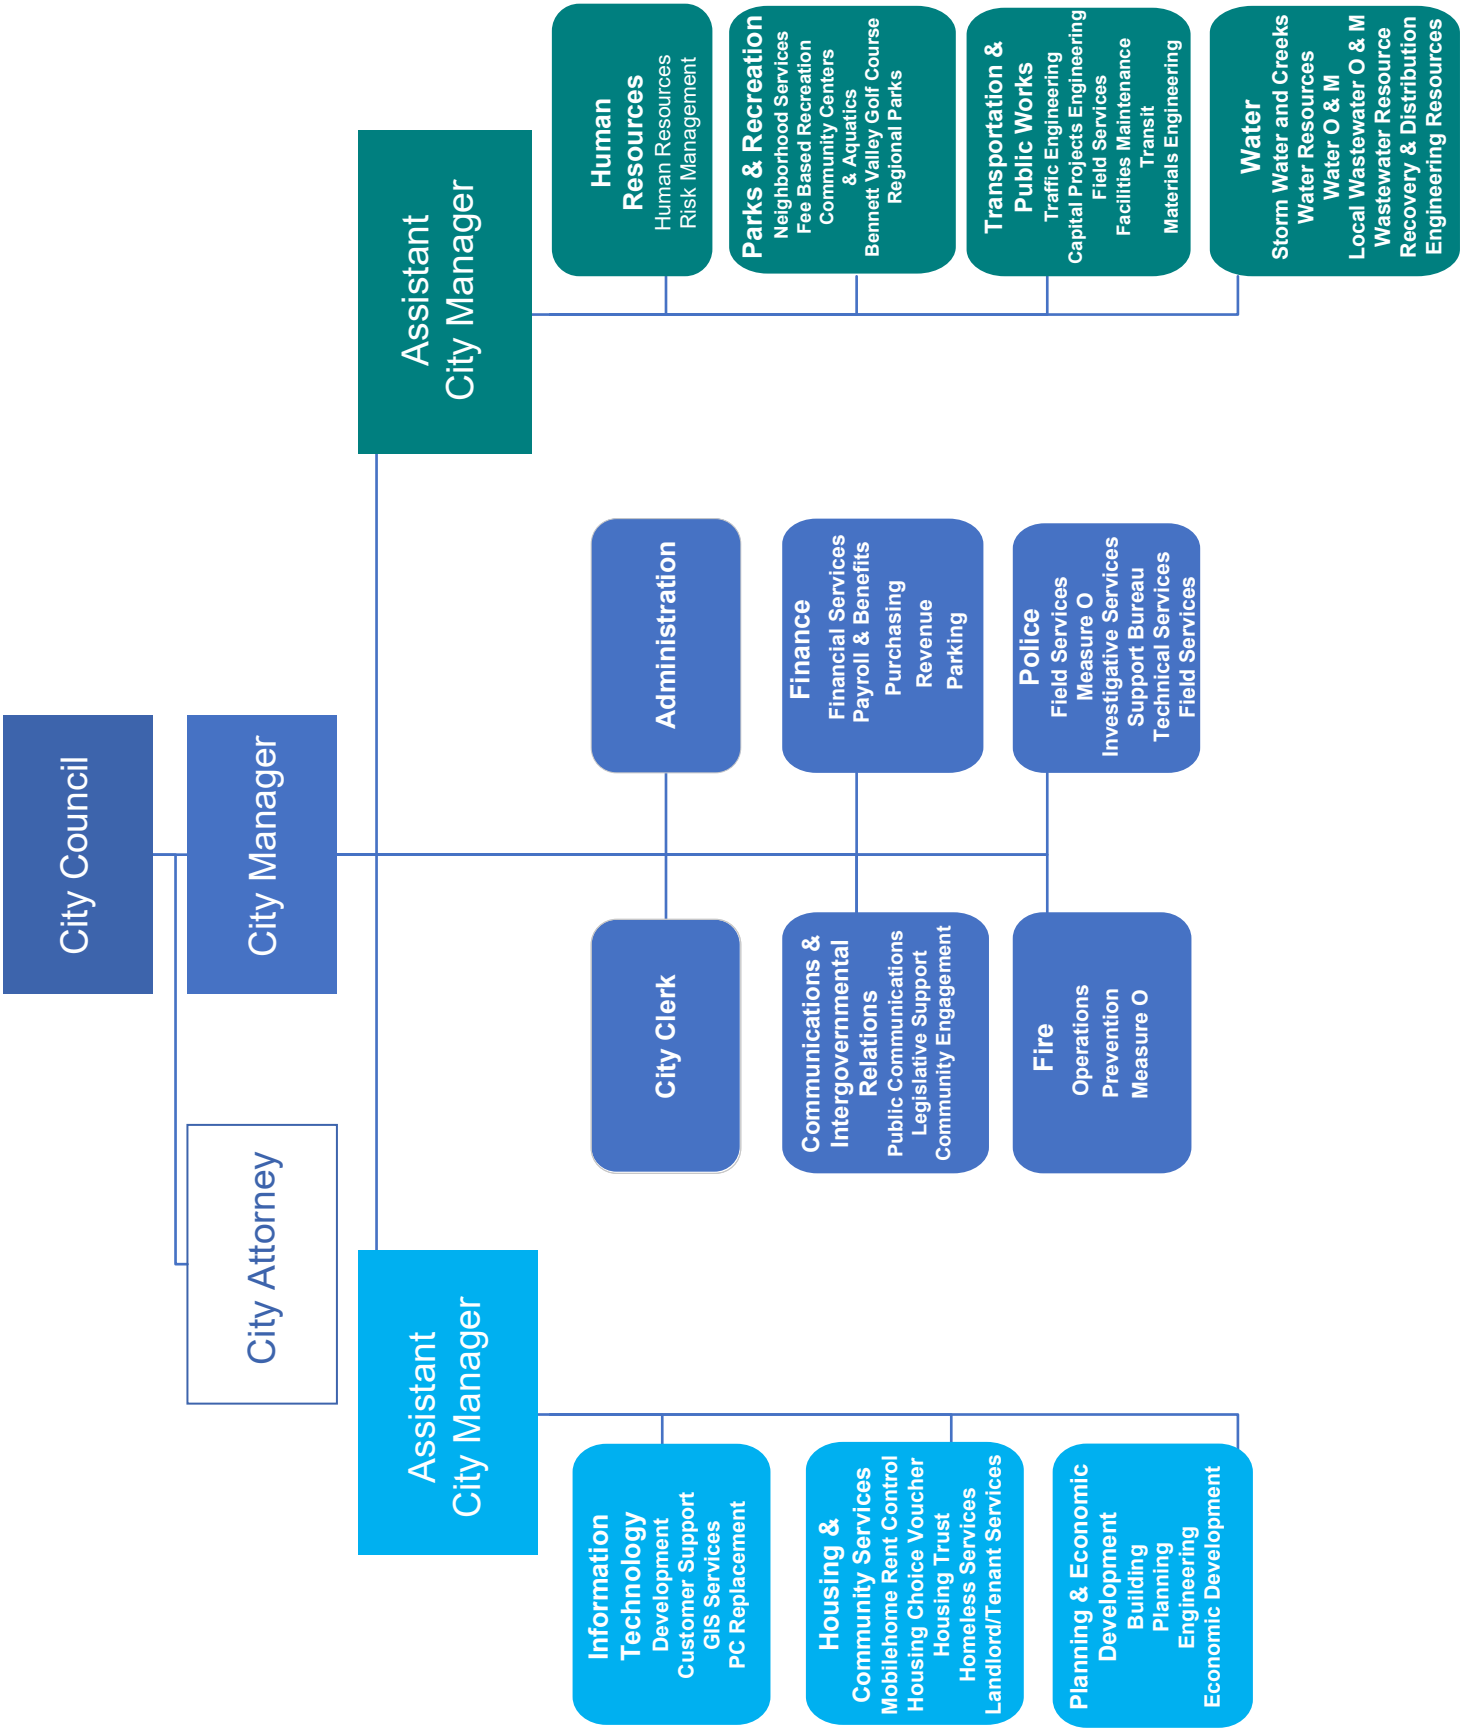 City Council
City Attorney
City Manager
Assistant
City Manager
Assistant
City Manager
Information
Technology
Development
Customer Support
GIS Services
PC Replacement
Housing &
Community Services
Mobilehome Rent Control
Housing Choice Voucher
Housing Trust
Homeless Services
Landlord/Tenant Services
Planning & Economic
Development
Building
Planning
Engineering
Economic Development
City Clerk
Administration
Communications &
Intergovernmental
Relations
Public Communications
Legislative Support
Community Engagement
Finance
Financial Services
Payroll & Benefits
Purchasing
Revenue
Parking
Fire
Operations
Prevention
Measure O
Police
Field Services
Measure O
Investigative Services
Support Bureau
Technical Services
Field Services
Human
Resources
Human Resources
Risk Management
Parks & Recreation
Neighborhood Services
Fee Based Recreation
Community Centers
& Aquatics
Bennett Valley Golf Course
Regional Parks
Transportation &
Public Works
Traffic Engineering
Capital Projects Engineering
Field Services
Facilities Maintenance
Transit
Materials Engineering
Water
Storm Water and Creeks
Water Resources
Water O & M
Local Wastewater O & M
Wastewater Resource
Recovery & Distribution
Engineering Resources